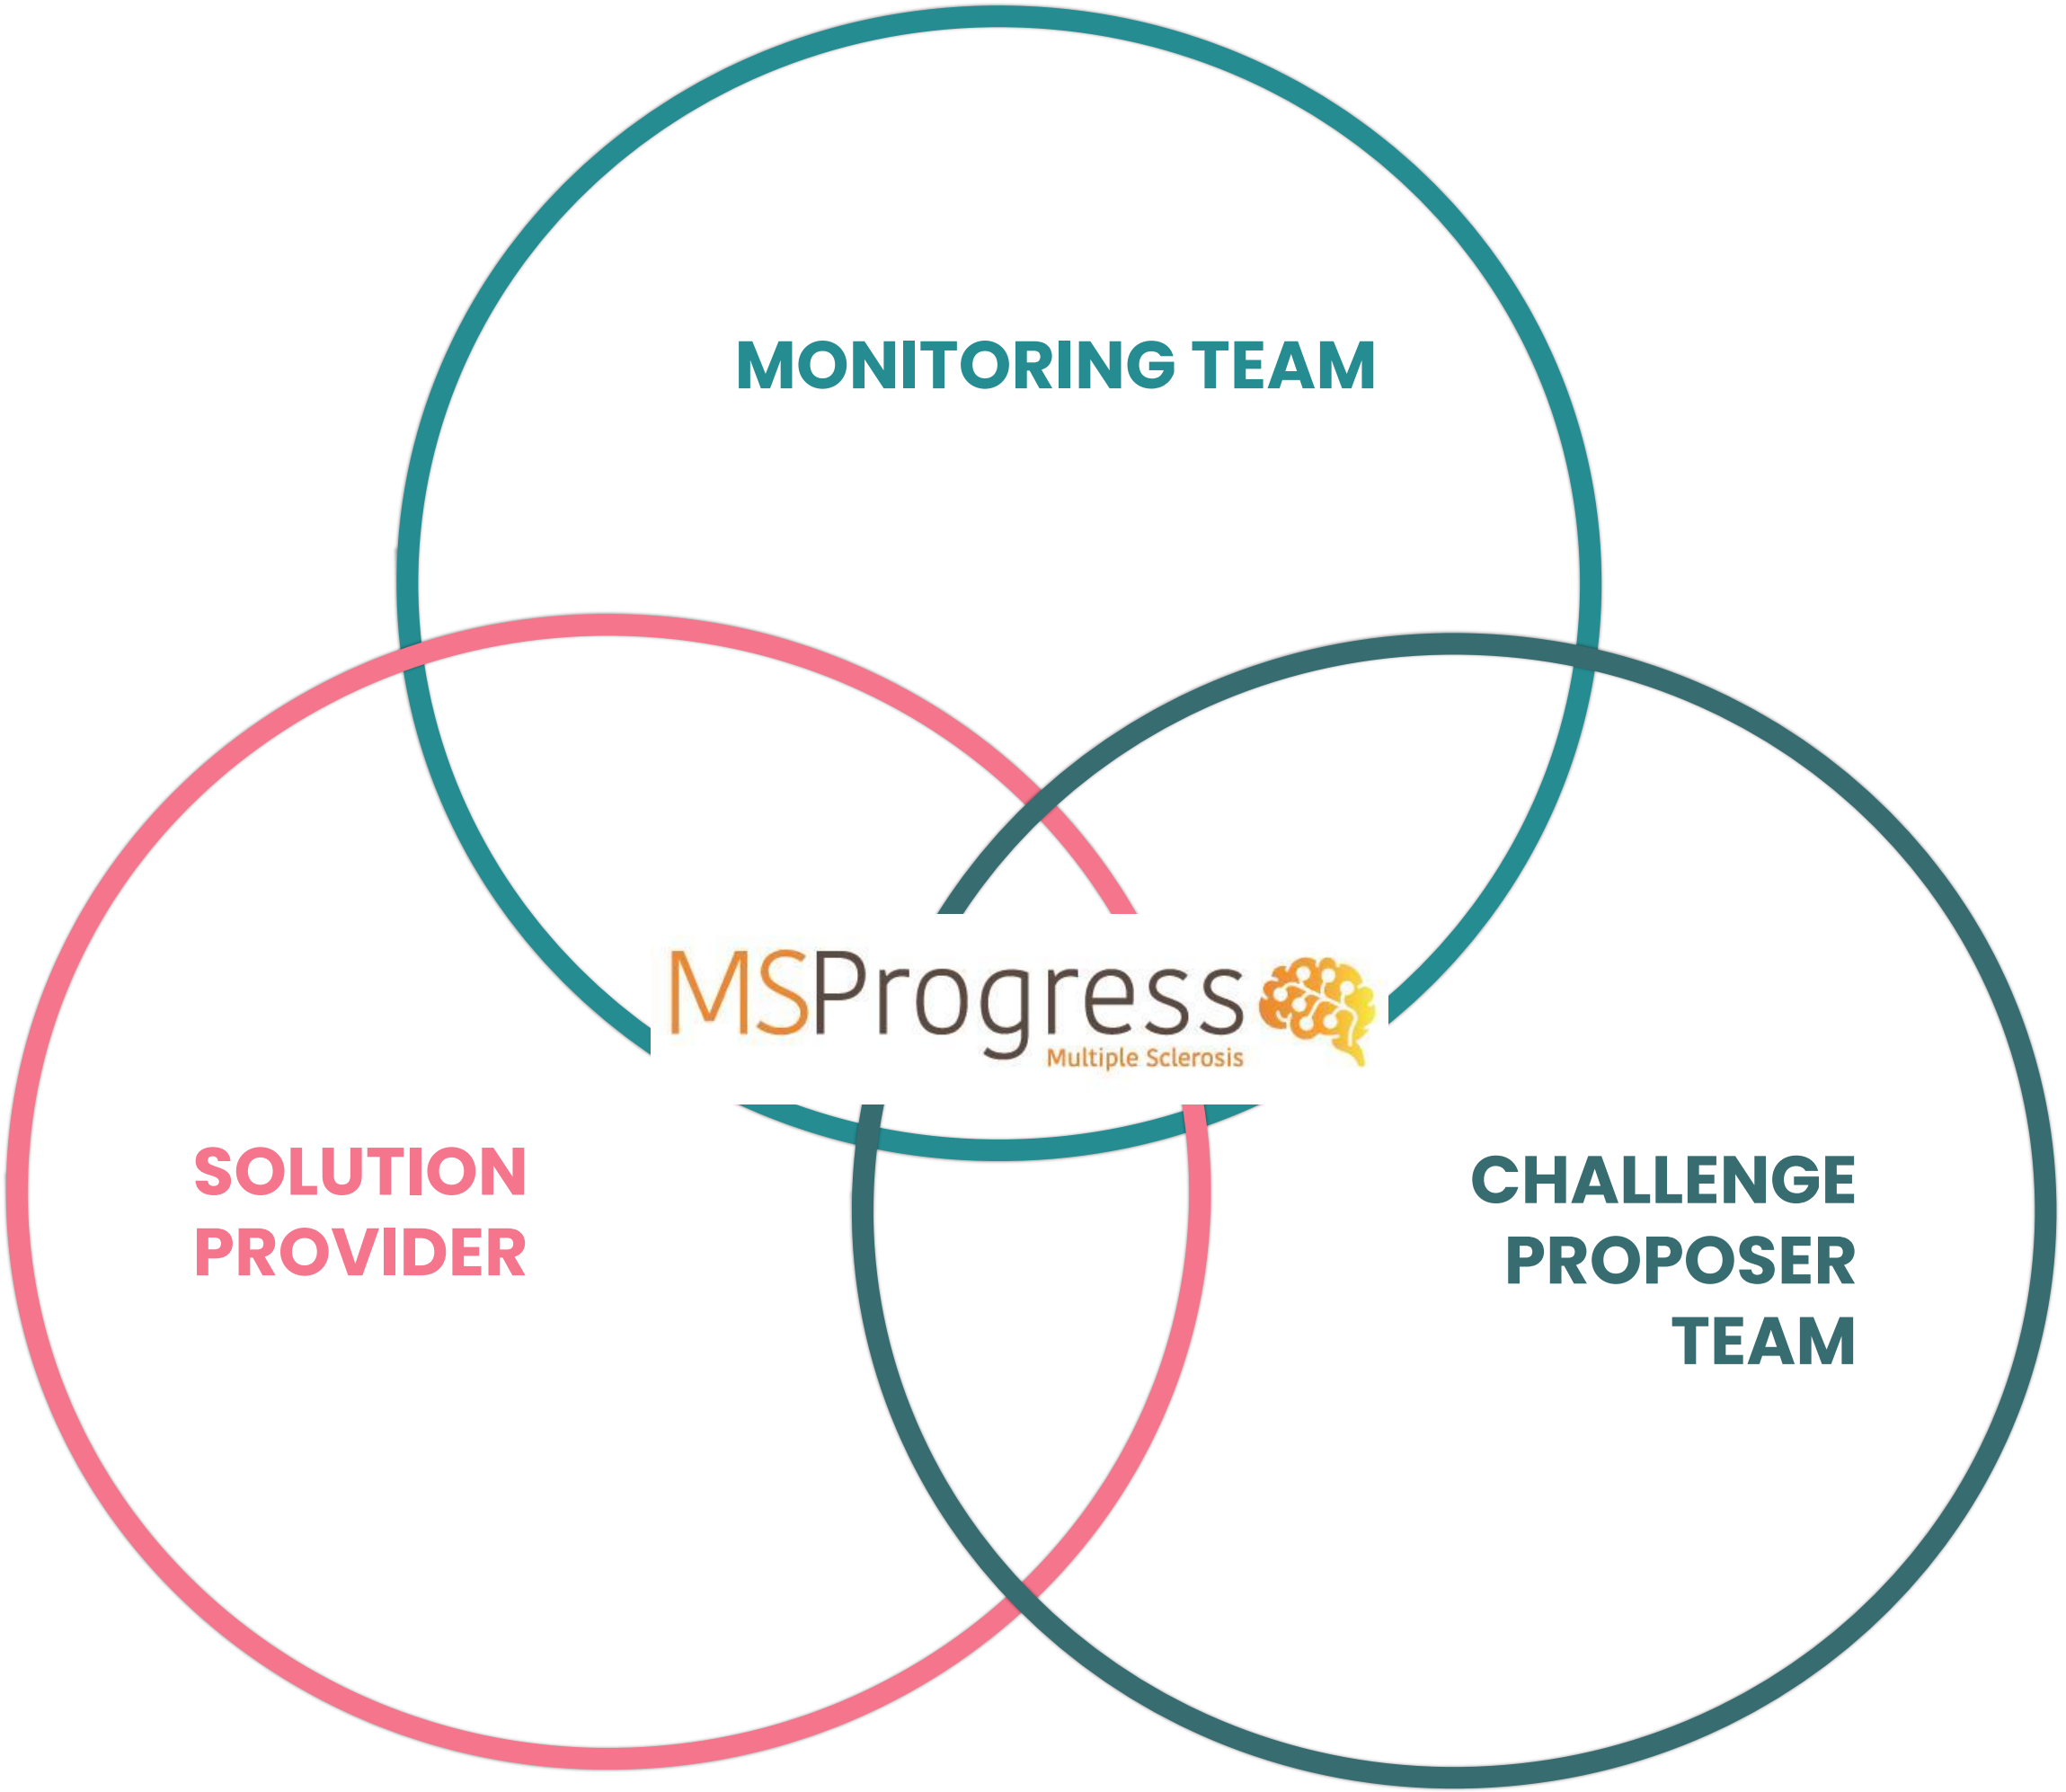 MONITORING TEAM
MSProgress
Multiple Sclerosis
SOLUTION
PROVIDER
CHALLENGE
PROPOSER
TEAM